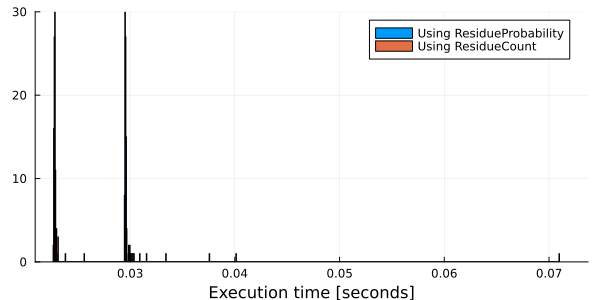 30
20
10
0
Using ResidueProbability
Using ResidueCount
0.03 0.04 0.05 0.06 0.07
Execution time [seconds]